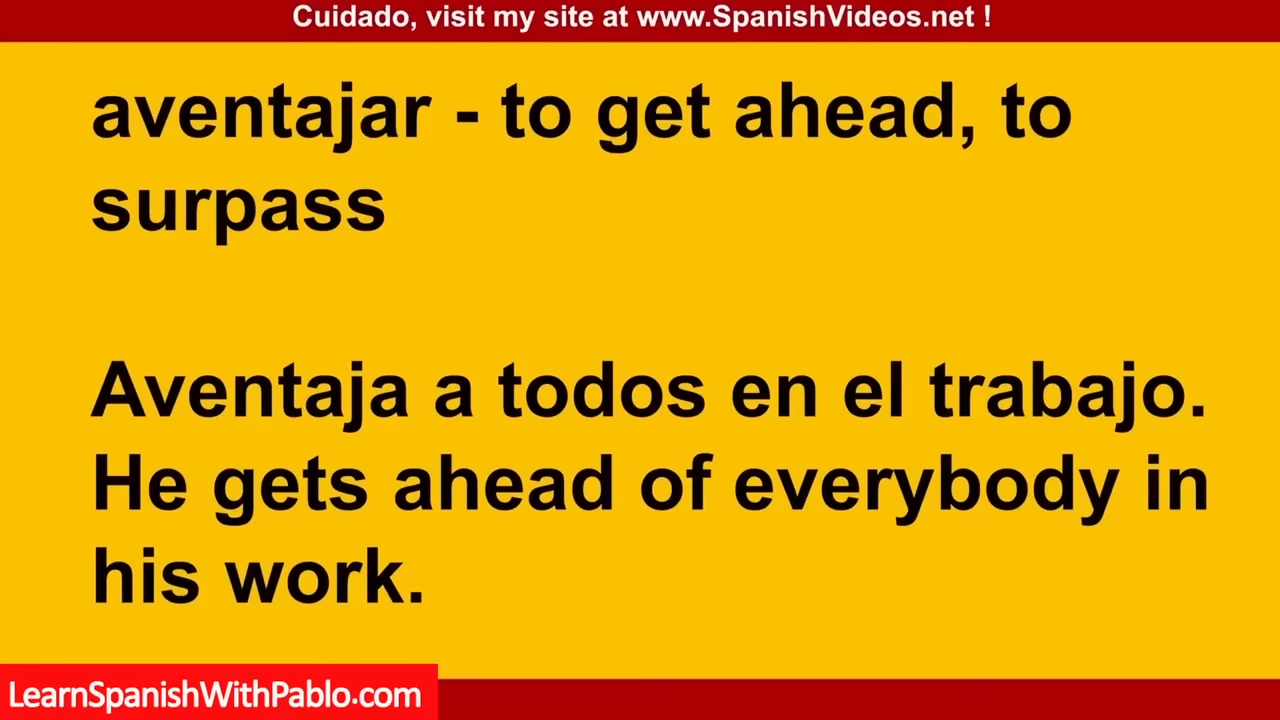 Cuidado, visit my site at www.SpanishVideos.net !
aventajar - to get ahead, to
surpass
Aventaja a todos en el trabajo.
He gets ahead of everybody in
his work.
LearnSpanishWithPablo.com